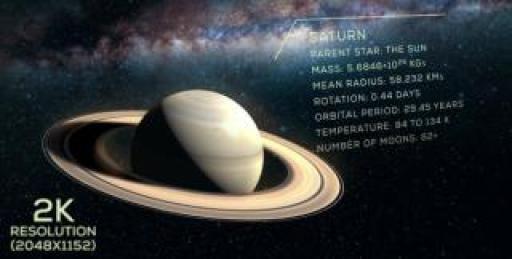 SATURN
PARENT STAR: THE SUN
MASS: 5.6846×10²⁶ KGs
MEAN RADIUS: 58,232 KMs
ROTATION: 0.44 DAYS
ORBITAL PERIOD: 29.45 YEARS
TEMPERATURE: 84 TO 134 K
NUMBER OF MOONS: 62+
2K
RESOLUTION
(2048X1152)